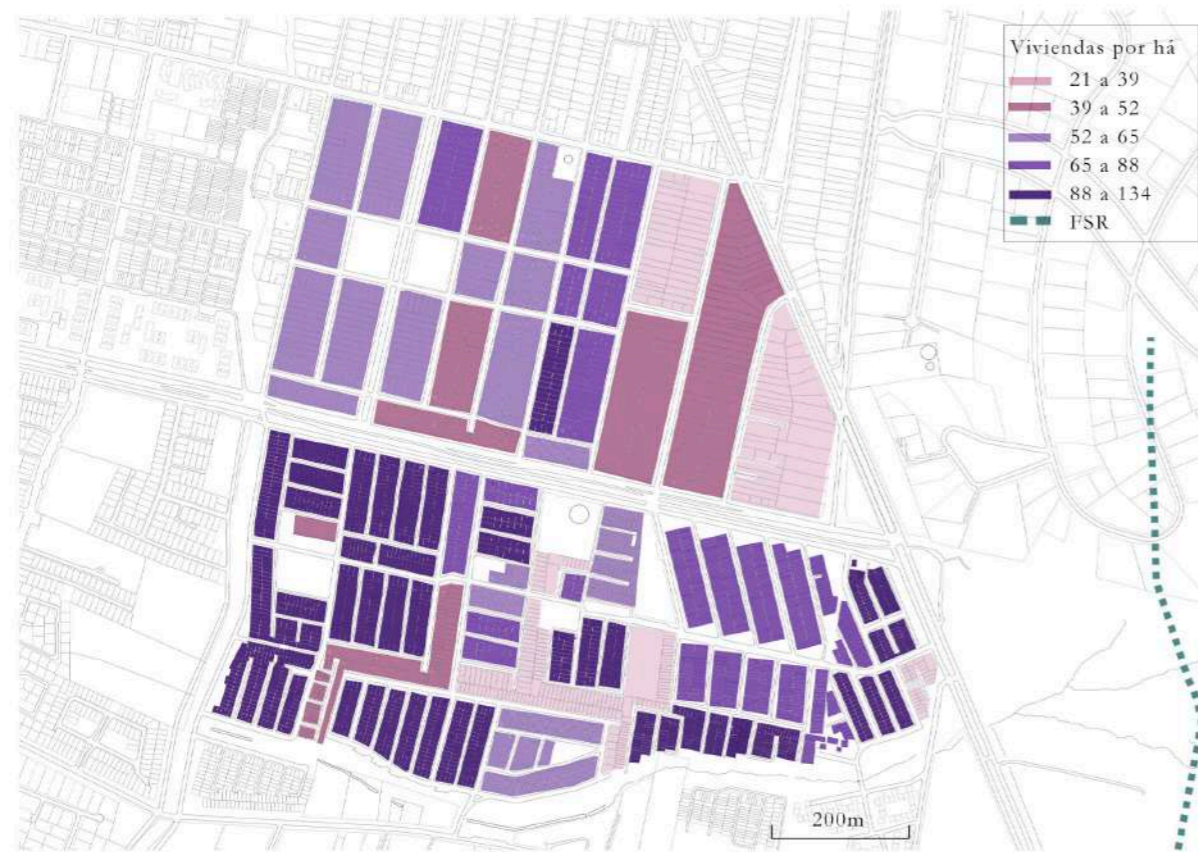 Viviendas por há
21 a 39
39 a 52
52 a 65
65 a 88
88 a 134
FSR
200m